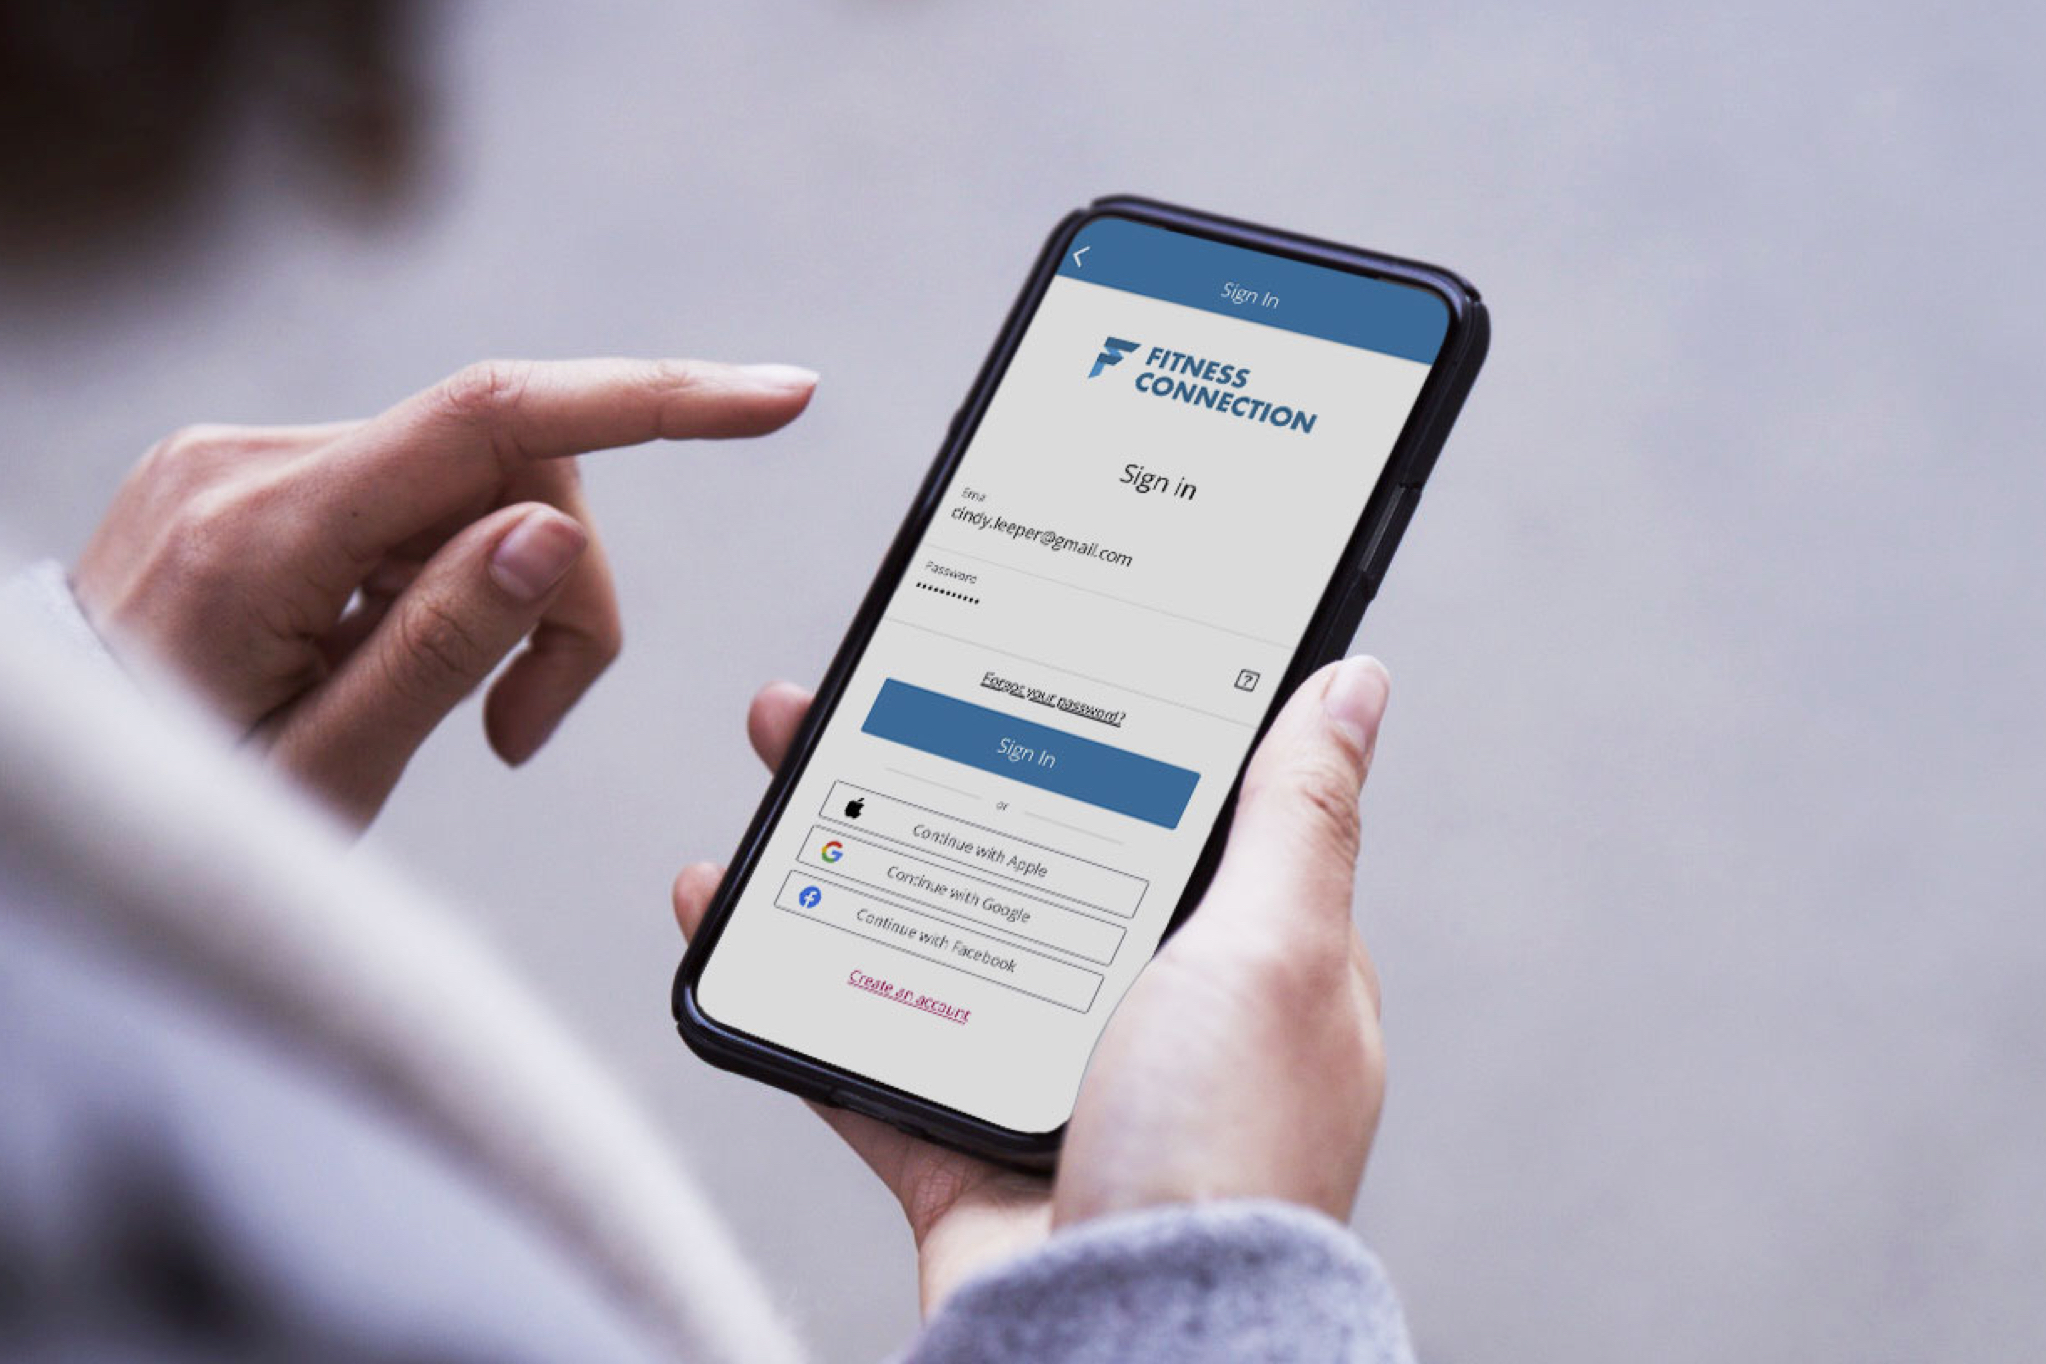 Sign In
FITNESS
CONNECTION
Sign in
Emai
cindy.leeper@gmail.com
Password
•••••••••••
?
Forgot your password?
Sign In
or
Continue with Apple
Continue with Google
Continue with Facebook
Create an account